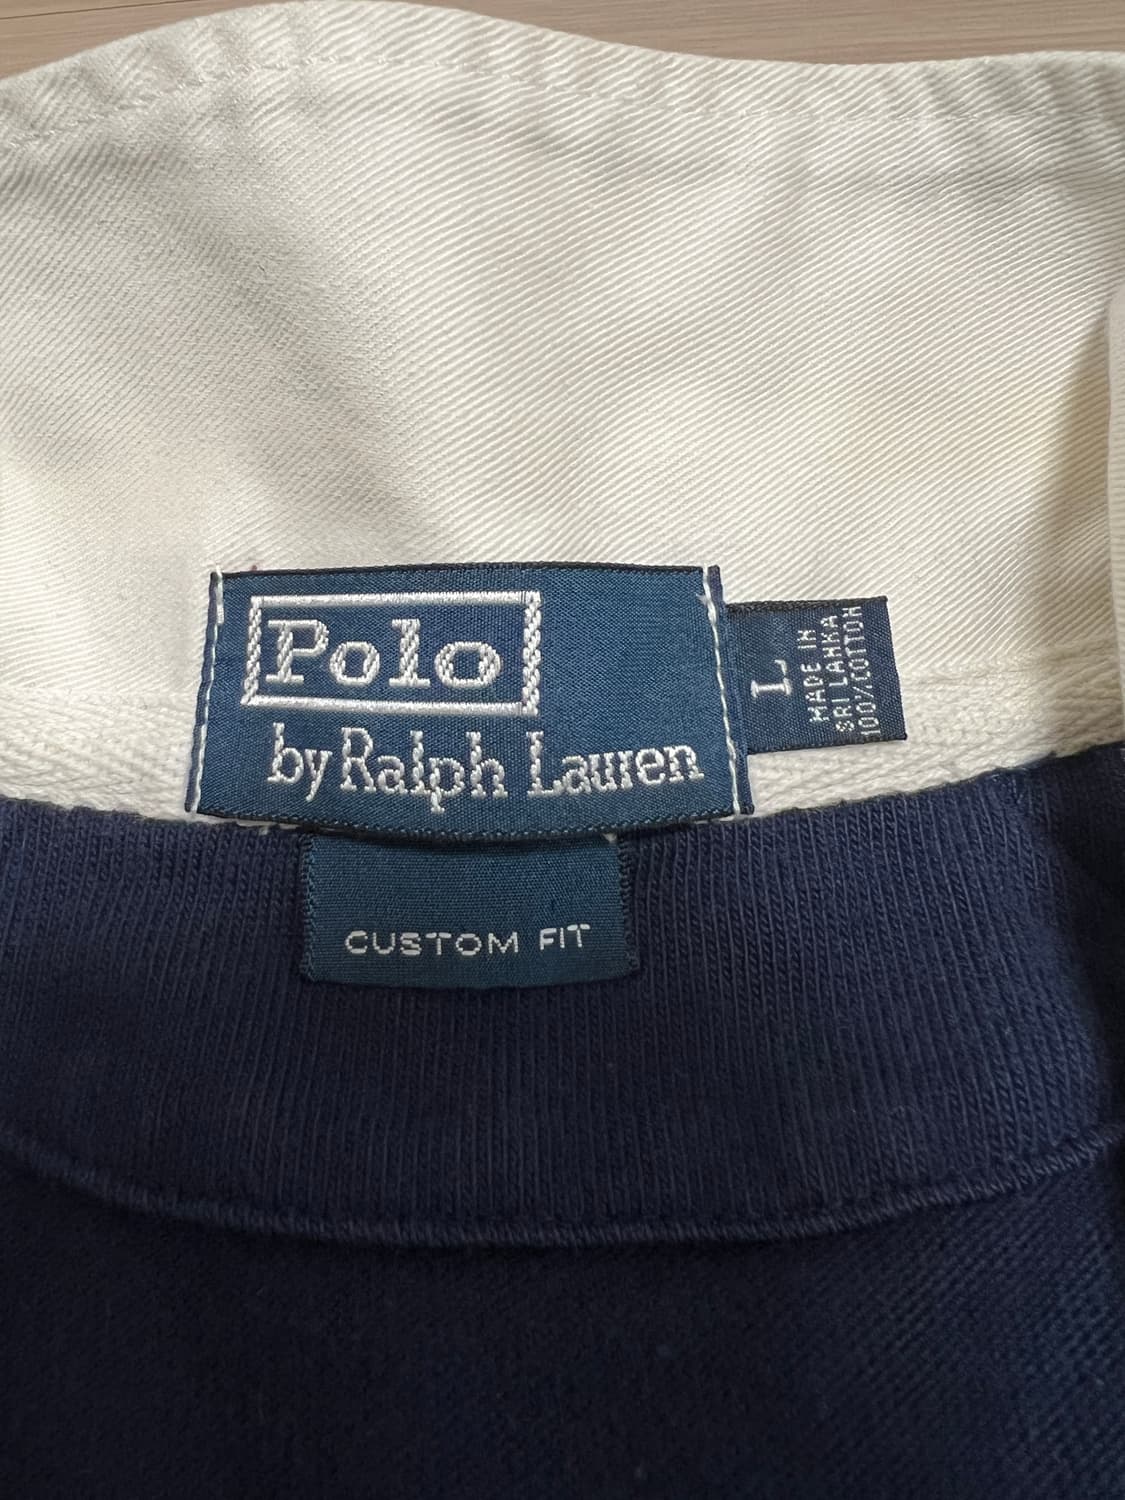 Polo
by Ralph Lauren
L
MADE IN
SRI LANKA
100% COTTON
CUSTOM FIT